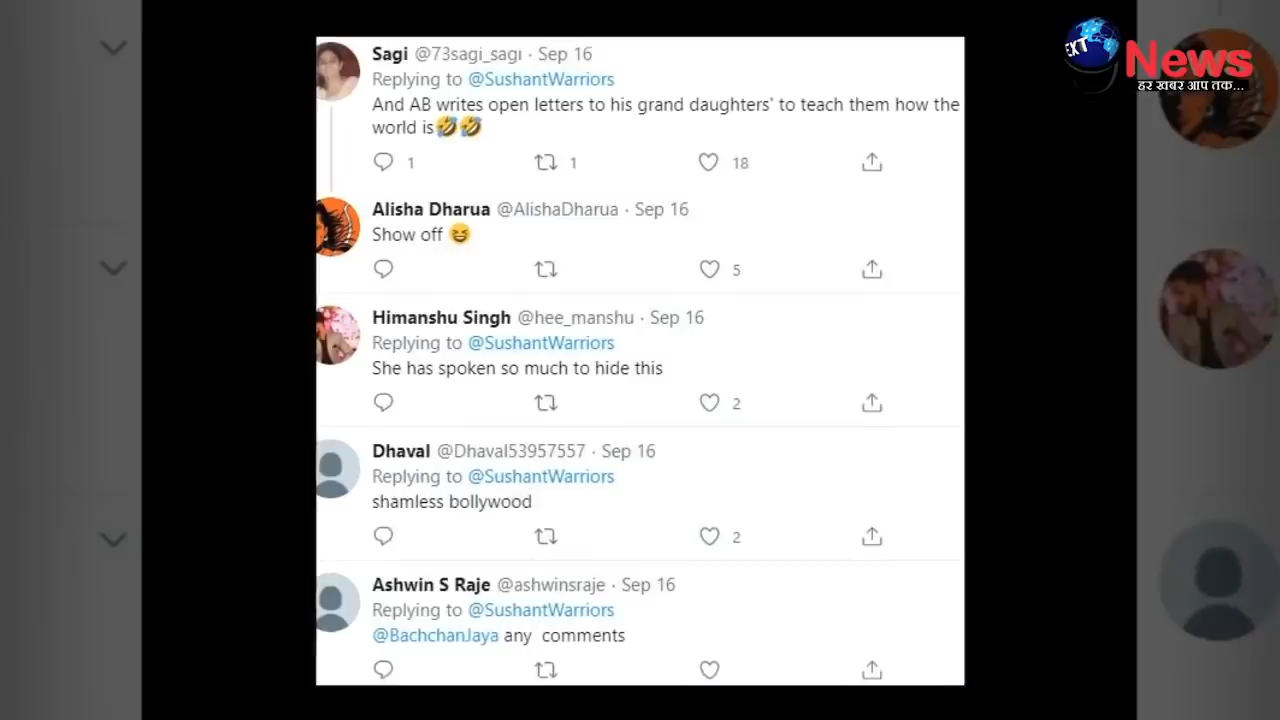 Sagi @73sagi_sagi · Sep 16
Replying to @SushantWarriors
And AB writes open letters to his grand daughters' to teach them how the
world is🤣🤣
1 1 18
Alisha Dharua @AlishaDharua · Sep 16
Show off 😆
5
Himanshu Singh @hee_manshu · Sep 16
Replying to @SushantWarriors
She has spoken so much to hide this
2
Dhaval @Dhaval53957557 · Sep 16
Replying to @SushantWarriors
shamless bollywood
2
Ashwin S Raje @ashwinsraje · Sep 16
Replying to @SushantWarriors
@BachchanJaya any comments
EXT
News
हर खबर आप तक...